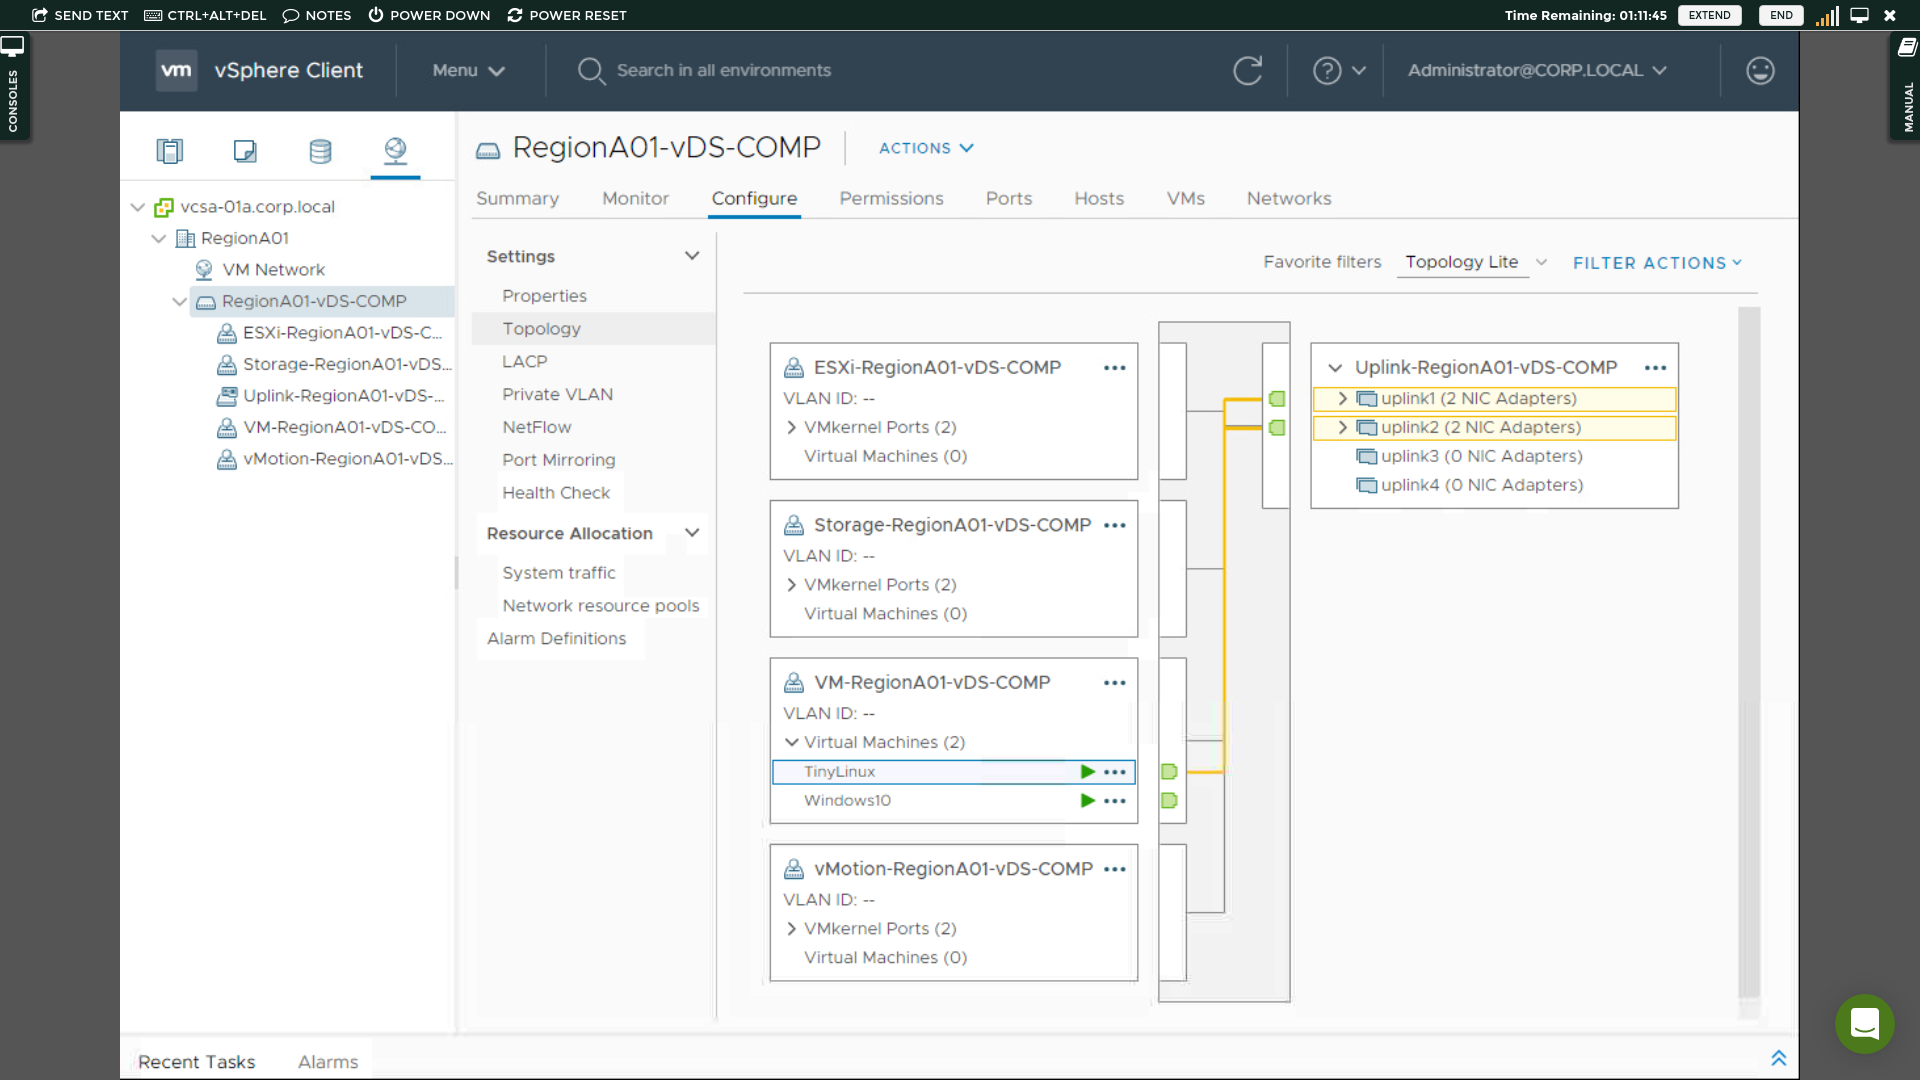 SEND TEXT CTRL+ALT+DEL NOTES POWER DOWN POWER RESET Time Remaining: 01:11:45 EXTEND END
CONSOLES
MANUAL
vm vSphere Client Menu Search in all environments ? Administrator@CORP.LOCAL
RegionA01-vDS-COMP ACTIONS
Summary Monitor Configure Permissions Ports Hosts VMs Networks
vcsa-01a.corp.local
RegionA01
VM Network
RegionA01-vDS-COMP
ESXi-RegionA01-vDS-C...
Storage-RegionA01-vDS...
Uplink-RegionA01-vDS-...
VM-RegionA01-vDS-CO...
vMotion-RegionA01-vDS...
Settings
Properties
Topology
LACP
Private VLAN
NetFlow
Port Mirroring
Health Check
Resource Allocation
System traffic
Network resource pools
Alarm Definitions
Favorite filters Topology Lite FILTER ACTIONS
ESXi-RegionA01-vDS-COMP
VLAN ID: --
VMkernel Ports (2)
Virtual Machines (0)
Storage-RegionA01-vDS-COMP
VLAN ID: --
VMkernel Ports (2)
Virtual Machines (0)
VM-RegionA01-vDS-COMP
VLAN ID: --
Virtual Machines (2)
TinyLinux
Windows10
vMotion-RegionA01-vDS-COMP
VLAN ID: --
VMkernel Ports (2)
Virtual Machines (0)
Uplink-RegionA01-vDS-COMP
uplink1 (2 NIC Adapters)
uplink2 (2 NIC Adapters)
uplink3 (0 NIC Adapters)
uplink4 (0 NIC Adapters)
Recent Tasks Alarms